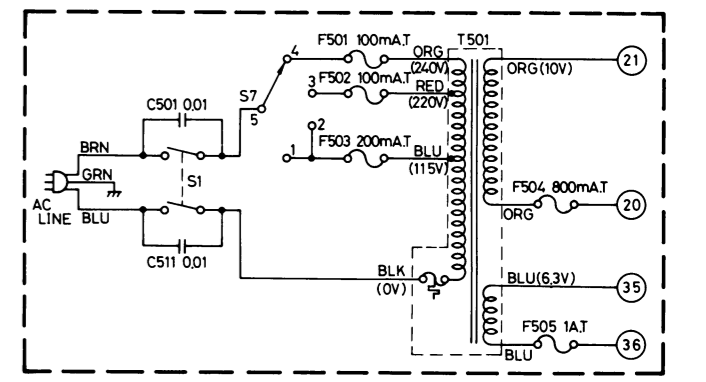 T501
F501 100mA.T
4
ORG
(240V)
ORG (10V)
21
F502 100mA.T
RED
(220V)
3
S7
5
C501 0.01
2
1
F503 200mA.T
BLU
(115V)
BRN
GRN
S1
AC
LINE
BLU
F504 800mA.T
20
ORG
C511 0.01
BLK
(0V)
BLU(6.3V)
35
F505 1A.T
36
BLU